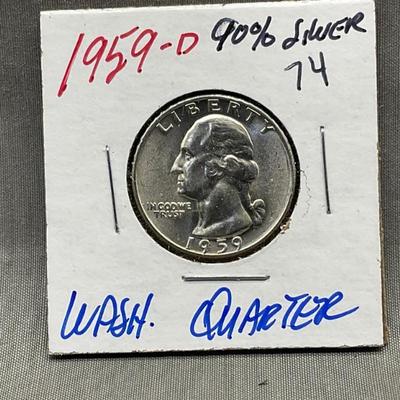 1959-D 90% SILVER
74
LIBERTY
IN GOD WE
TRUST
1959
WASH. QUARTER